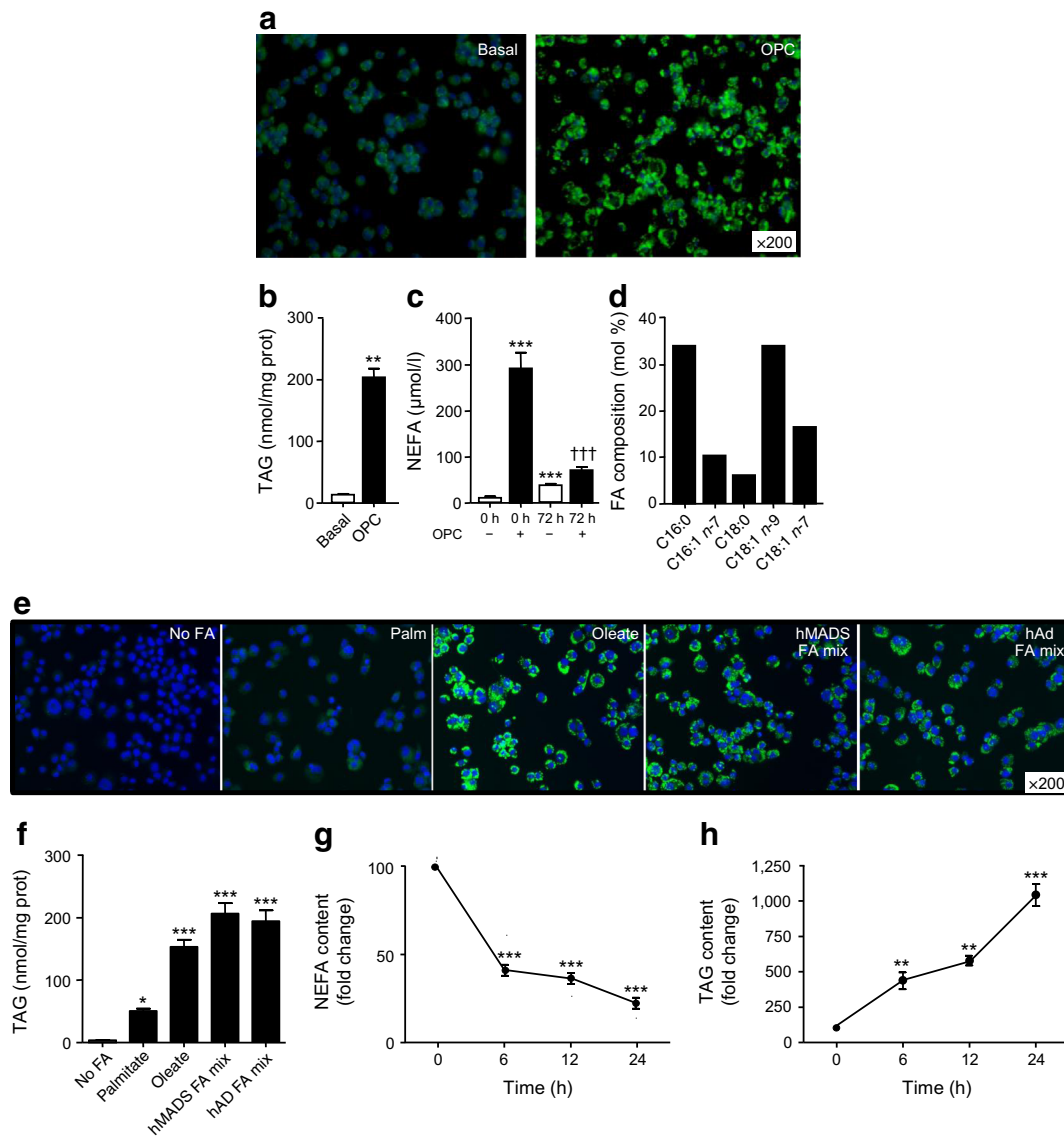 a
Basal
OPC
×200
b
TAG (nmol/mg prot)
300
200
100
0
**
Basal
OPC
c
NEFA (µmol/l)
400
300
200
100
0
***
***
†††
0 h 0 h 72 h 72 h
OPC – + – +
d
FA composition (mol %)
40
30
20
10
0
C16:0
C16:1 n-7
C18:0
C18:1 n-9
C18:1 n-7
e
No FA
Palm
Oleate
hMADS
FA mix
hAd
FA mix
×200
f
TAG (nmol/mg prot)
300
200
100
0
*
***
***
***
No FA
Palmitate
Oleate
hMADS FA mix
hAD FA mix
g
NEFA content
(fold change)
100
50
0
***
***
***
0 6 12 24
Time (h)
h
TAG content
(fold change)
1,250
1,000
750
500
250
0
**
**
***
0 6 12 24
Time (h)